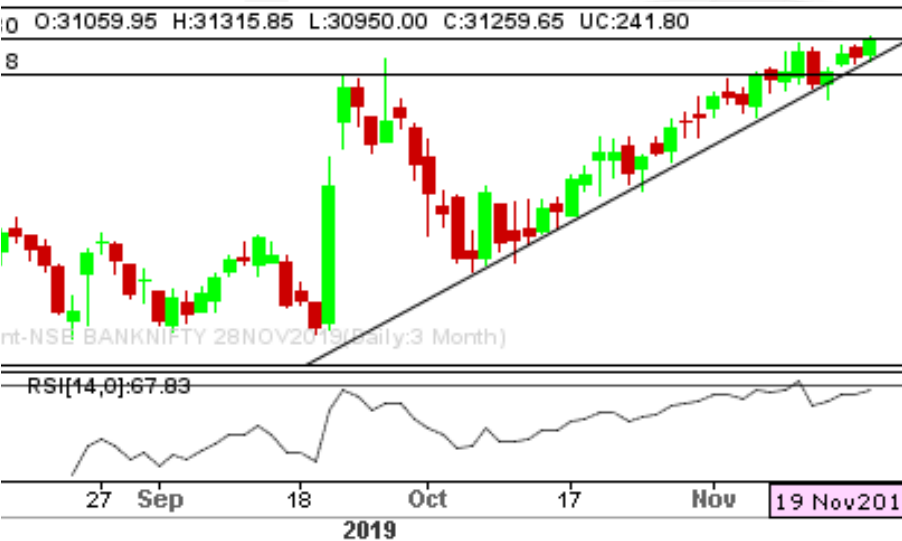 :0 O:31059.95 H:31315.85 L:30950.00 C:31259.65 UC:241.80
8
nt-NSE BANKNIFTY 28NOV2019(Daily:3 Month)
RSI[14,0]:67.83
27 Sep 18 Oct 17 Nov 19 Nov201
2019